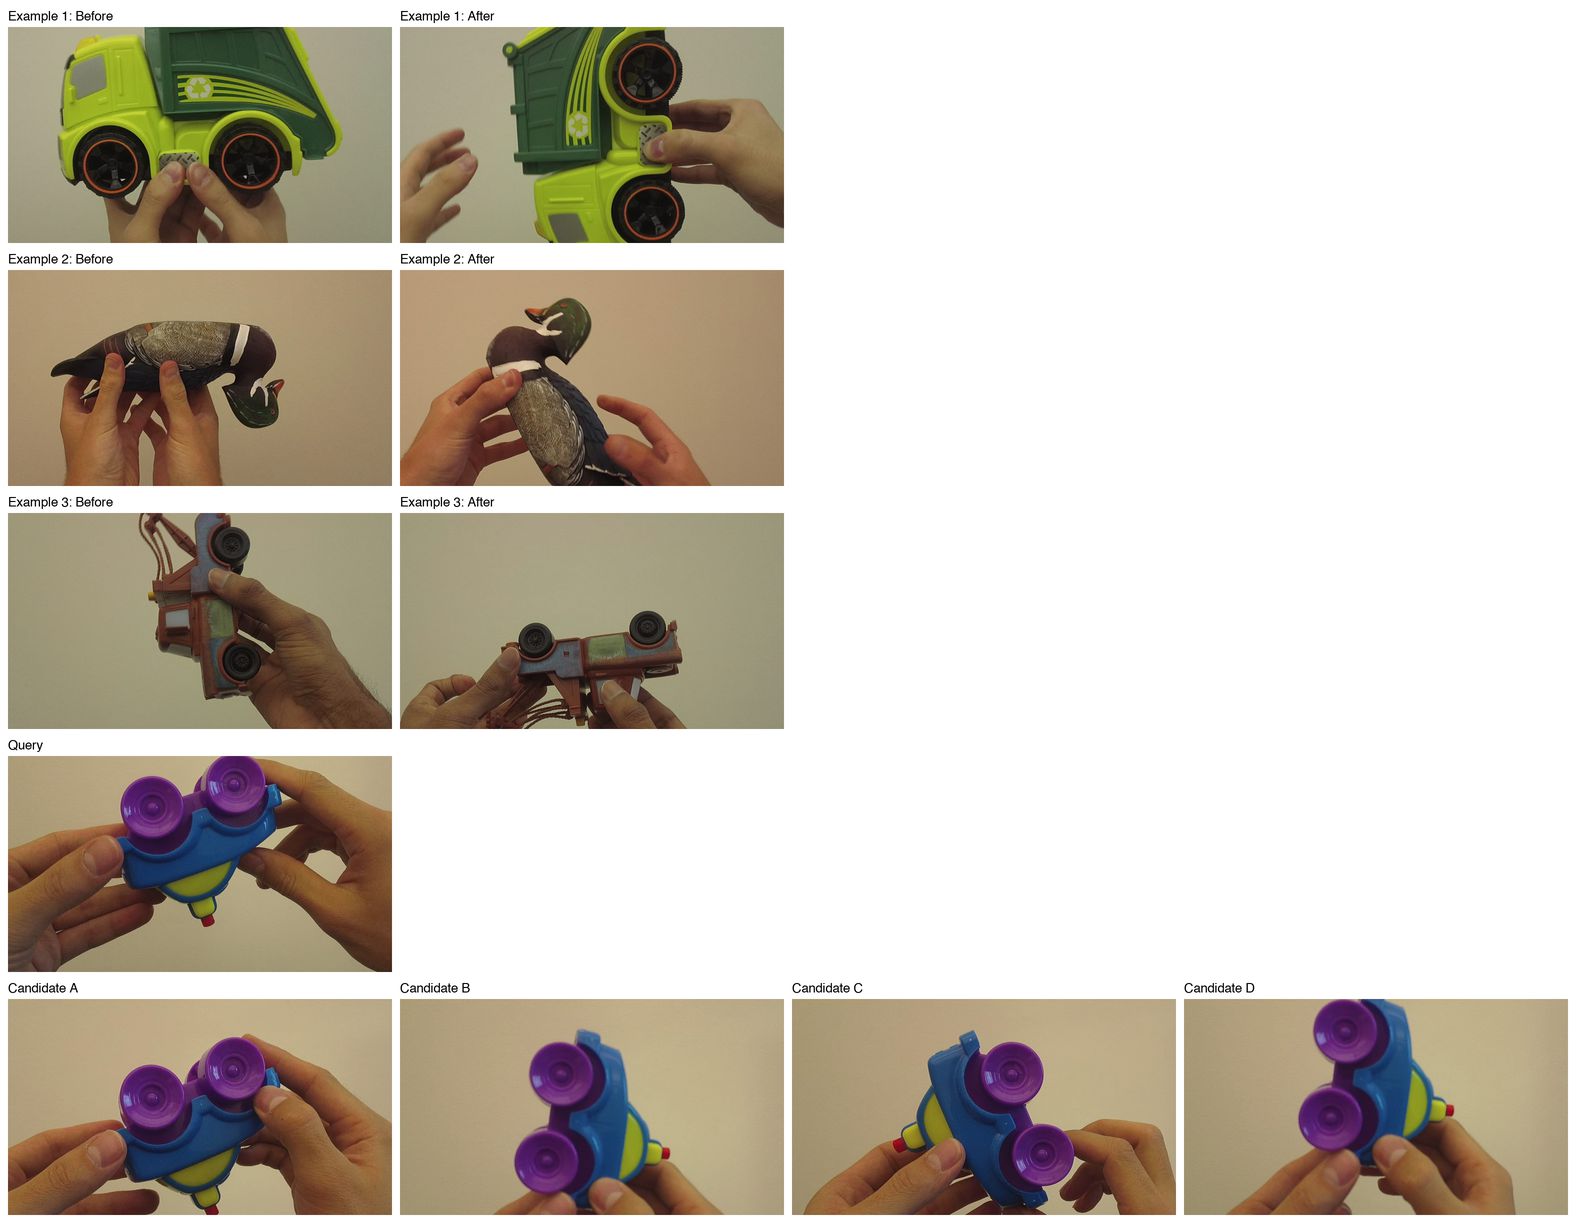 Example 1: Before
Example 1: After
Example 2: Before
Example 2: After
Example 3: Before
Example 3: After
Query
Candidate A
Candidate B
Candidate C
Candidate D